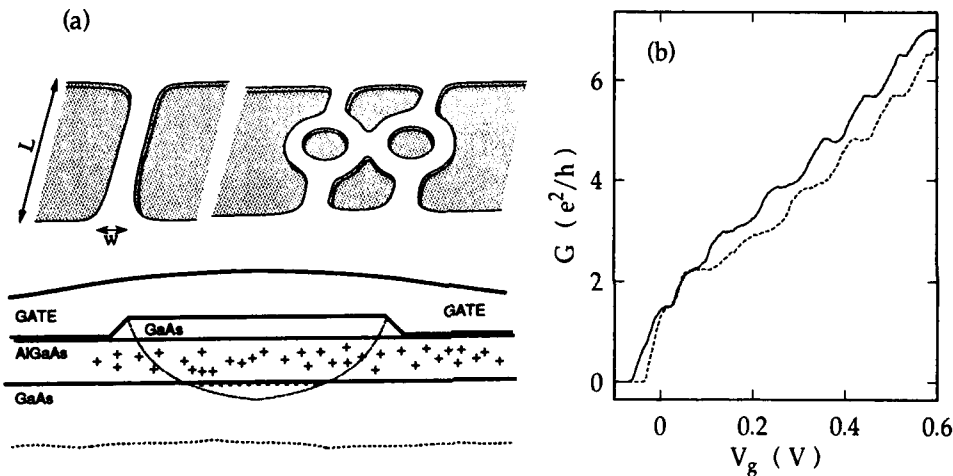 (a)
L
W
GATE
GATE
GaAs
AlGaAs
GaAs
(b)
G (e²/h)
6
4
2
0
0
0.2
0.4
0.6
V_g (V)